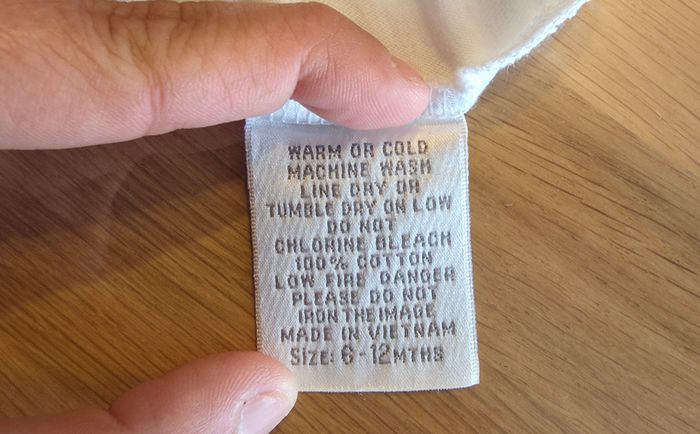 WARM OR COLD
MACHINE WASH
LINE DRY OR
TUMBLE DRY ON LOW
DO NOT
CHLORINE BLEACH
100% COTTON
LOW FIRE DANGER
PLEASE DO NOT
IRON THE IMAGE
MADE IN VIETNAM
SIZE: 6-12MTHS